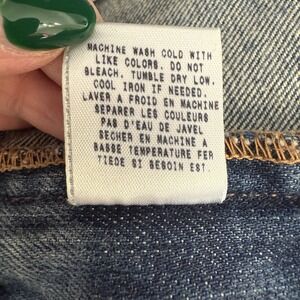 MACHINE WASH COLD WITH
LIKE COLORS. DO NOT
BLEACH. TUMBLE DRY LOW.
COOL IRON IF NEEDED.
LAVER A FROID EN MACHINE
SEPARER LES COULEURS
PAS D'EAU DE JAVEL
SECHER EN MACHINE A
BASSE TEMPERATURE FER
TIEDE SI BESOIN EST.